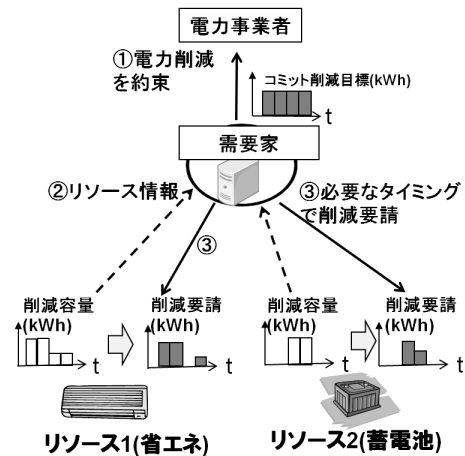 電力事業者
①電力削減
を約束
コミット削減目標(kWh)
t
需要家
②リソース情報
③必要なタイミング
で削減要請
③
削減容量
(kWh)
t
削減要請
(kWh)
t
削減容量
(kWh)
t
削減要請
(kWh)
t
リソース1(省エネ)
リソース2(蓄電池)